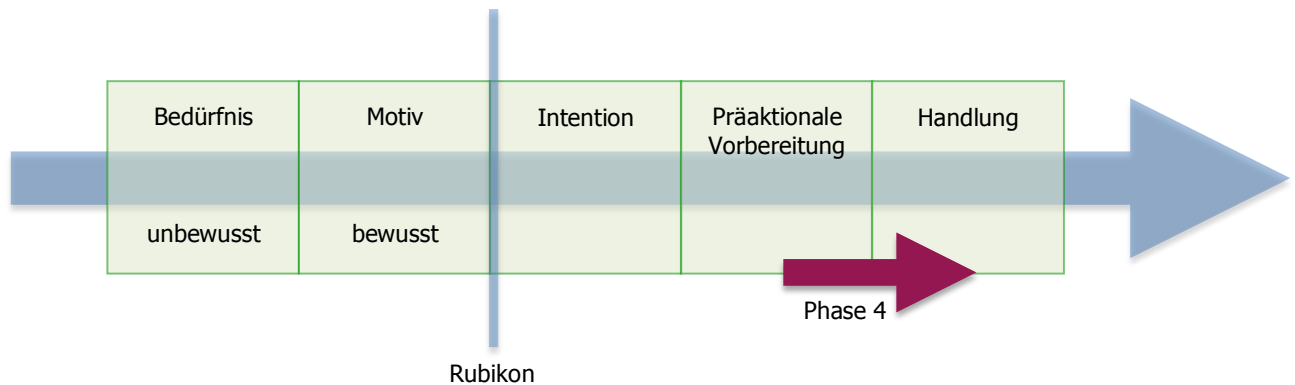 Bedürfnis
Motiv
Intention
Präaktionale
Vorbereitung
Handlung
unbewusst
bewusst
Phase 4
Rubikon